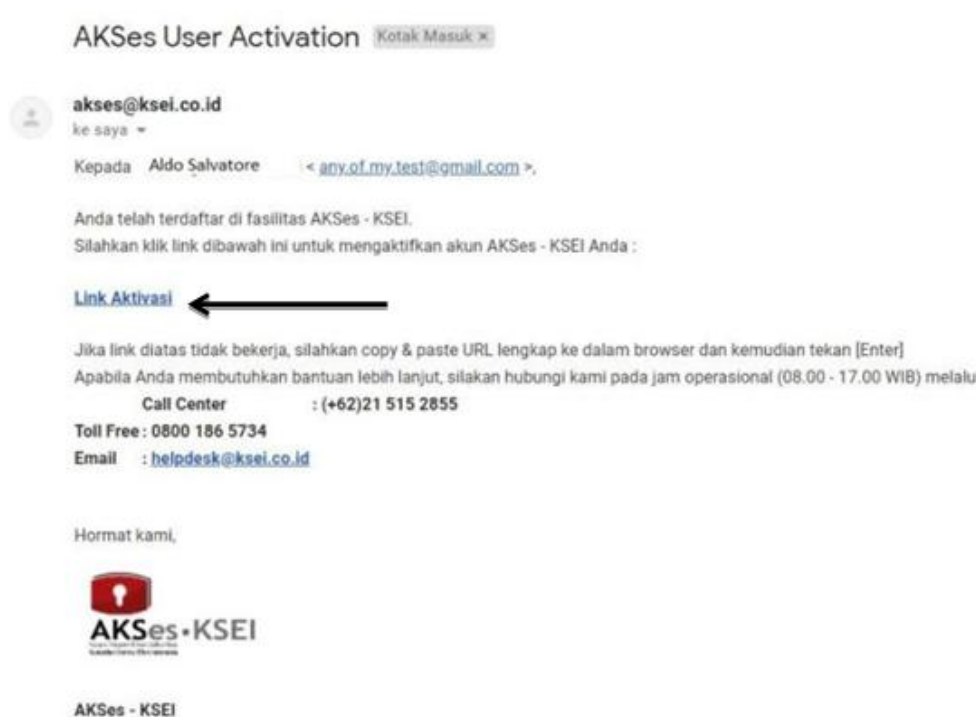 AKSes User Activation Kotak Masuk ×
akses@ksei.co.id
ke saya
Kepada Aldo Salvatore < any.of.my.test@gmail.com >,
Anda telah terdaftar di fasilitas AKSes - KSEI.
Silahkan klik link dibawah ini untuk mengaktifkan akun AKSes - KSEI Anda :
Link Aktivasi
Jika link diatas tidak bekerja, silahkan copy & paste URL lengkap ke dalam browser dan kemudian tekan [Enter]
Apabila Anda membutuhkan bantuan lebih lanjut, silakan hubungi kami pada jam operasional (08.00 - 17.00 WIB) melalu
Call Center : (+62)21 515 2855
Toll Free : 0800 186 5734
Email : helpdesk@ksei.co.id
Hormat kami,
AKSes-KSEI
AKSes - KSEI